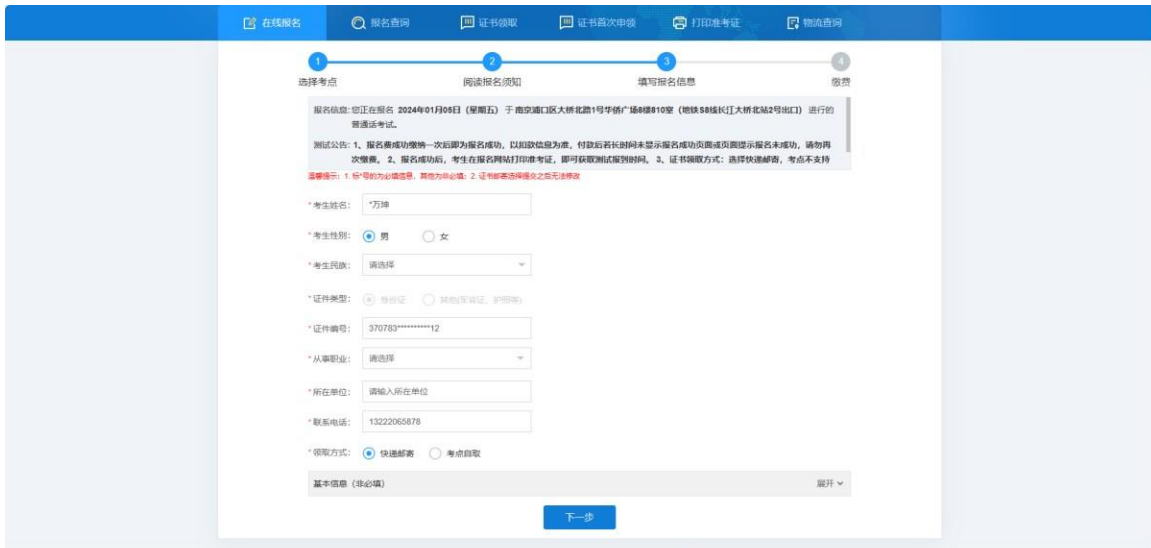 在线报名 报名查询 证书领取 证书首次申领 打印准考证 物流查询
1 2 3 4
选择考点 阅读报名须知 填写报名信息 缴费
报名信息: 您正在报名 2024年01月05日（星期五）于 南京浦口区大桥北路1号华侨广场8楼810室（地铁S8线长江大桥北站2号出口）进行的
普通话考试。
测试公告: 1、报名费成功缴纳一次后即为报名成功，以扣款信息为准，付款后若长时间未显示报名成功页面或页面提示报名未成功，请勿再
次缴费。 2、报名成功后，考生在报名网站打印准考证，即可获取测试报到时间。 3、证书领取方式：选择快递邮寄，考点不支持
温馨提示：1. 标*号的为必填信息，其他为非必填；2. 证书邮寄选择提交之后无法修改
*考生姓名： *万坤
*考生性别： 男 女
*考生民族： 请选择
*证件类型： 身份证 其他(军官证、护照等)
*证件编号： 370783**********12
*从事职业： 请选择
*所在单位： 请输入所在单位
*联系电话： 13222065878
*领取方式： 快递邮寄 考点自取
基本信息（非必填） 展开
下一步